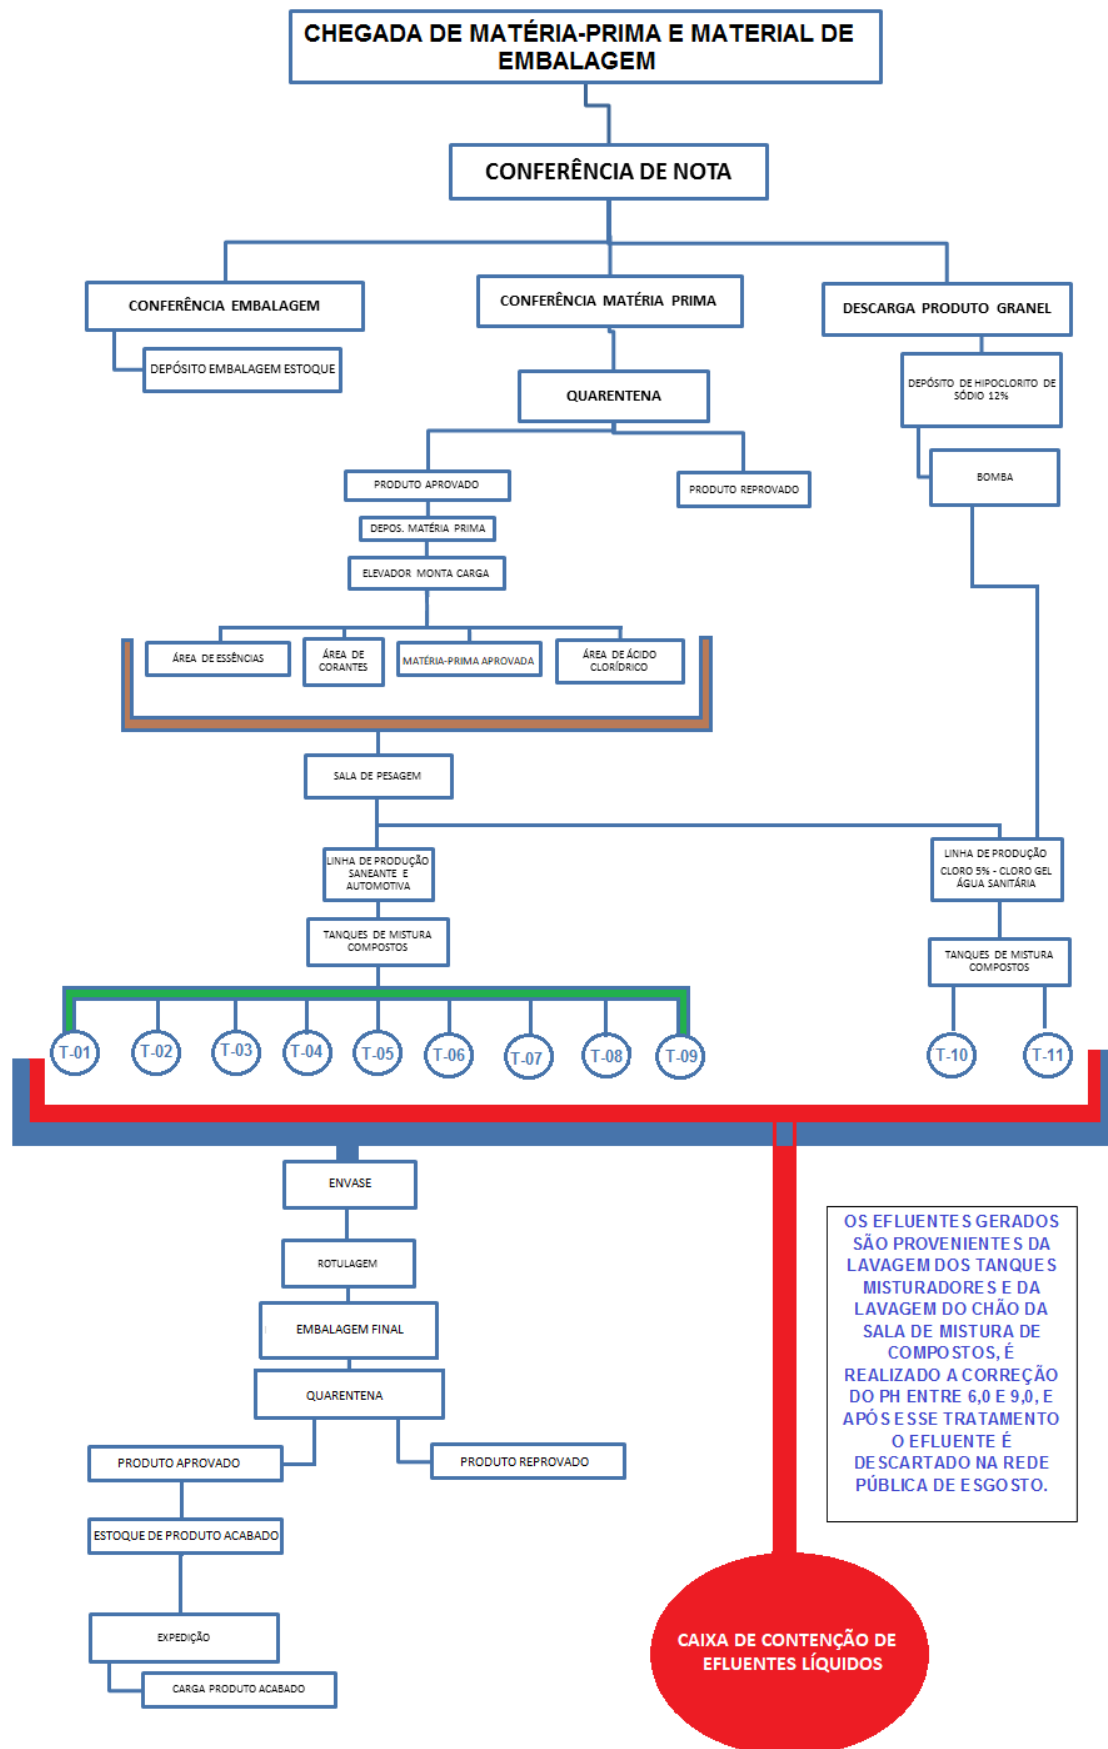 CHEGADA DE MATÉRIA-PRIMA E MATERIAL DE
EMBALAGEM
CONFERÊNCIA DE NOTA
CONFERÊNCIA EMBALAGEM
CONFERÊNCIA MATÉRIA PRIMA
DESCARGA PRODUTO GRANEL
DEPÓSITO EMBALAGEM ESTOQUE
QUARENTENA
DEPÓSITO DE HIPOCLORITO DE
SÓDIO 12%
PRODUTO APROVADO
PRODUTO REPROVADO
BOMBA
DEPOS. MATÉRIA PRIMA
ELEVADOR MONTA CARGA
ÁREA DE ESSÊNCIAS
ÁREA DE
CORANTES
MATÉRIA-PRIMA APROVADA
ÁREA DE ÁCIDO
CLORÍDRICO
SALA DE PESAGEM
LINHA DE PRODUÇÃO
SANEANTE E
AUTOMOTIVA
LINHA DE PRODUÇÃO
CLORO 5% - CLORO GEL
ÁGUA SANITÁRIA
TANQUES DE MISTURA
COMPOSTOS
TANQUES DE MISTURA
COMPOSTOS
T-01
T-02
T-03
T-04
T-05
T-06
T-07
T-08
T-09
T-10
T-11
ENVASE
ROTULAGEM
EMBALAGEM FINAL
QUARENTENA
PRODUTO APROVADO
PRODUTO REPROVADO
ESTOQUE DE PRODUTO ACABADO
EXPEDIÇÃO
CARGA PRODUTO ACABADO
OS EFLUENTES GERADOS
SÃO PROVENIENTES DA
LAVAGEM DOS TANQUES
MISTURADORES E DA
LAVAGEM DO CHÃO DA
SALA DE MISTURA DE
COMPOSTOS, É
REALIZADO A CORREÇÃO
DO PH ENTRE 6,0 E 9,0, E
APÓS ESSE TRATAMENTO
O EFLUENTE É
DESCARTADO NA REDE
PÚBLICA DE ESGOSTO.
CAIXA DE CONTENÇÃO DE
EFLUENTES LÍQUIDOS